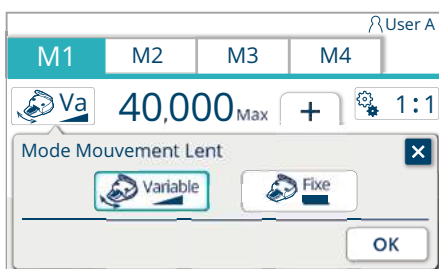 User A
M1 M2 M3 M4
Va 40,000 Max + 1:1
Mode Mouvement Lent
Variable Fixe
OK